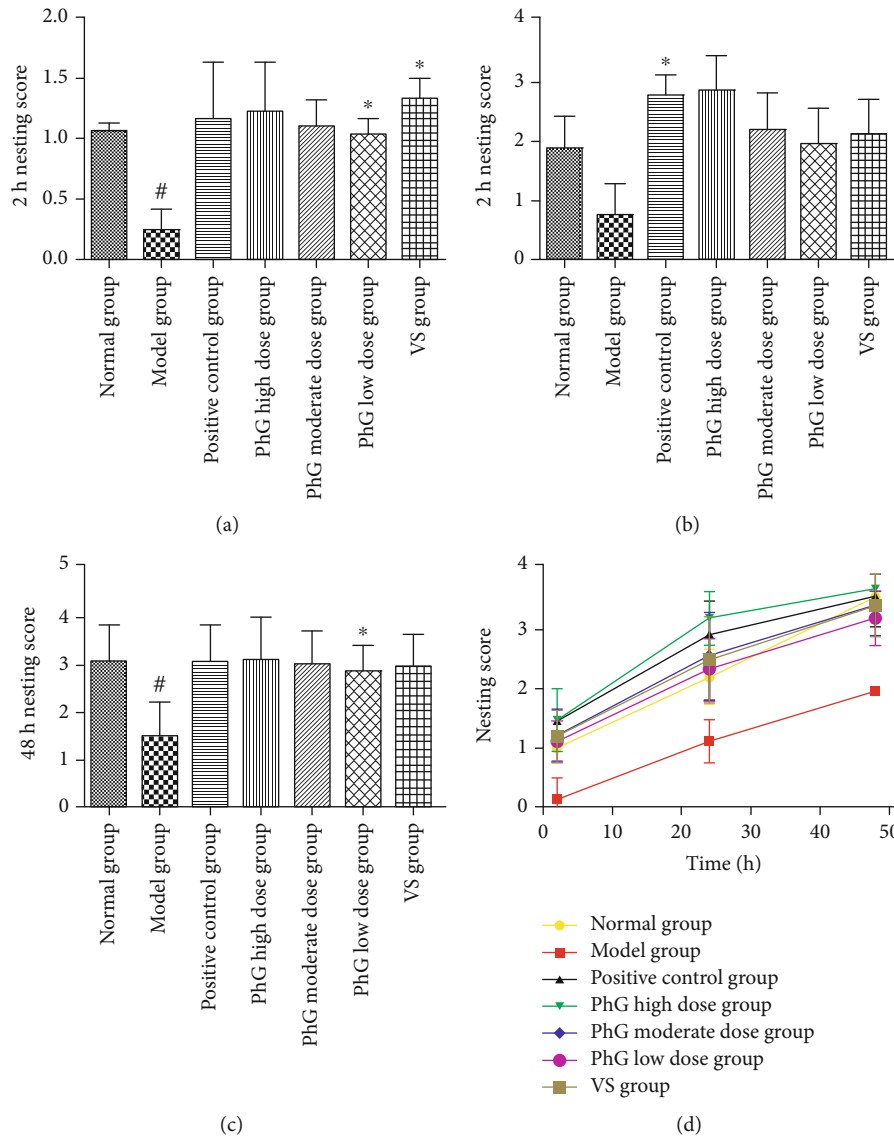 2.0
1.5
1.0
0.5
0.0
2 h nesting score
#
*
*
Normal group
Model group
Positive control group
PhG high dose group
PhG moderate dose group
PhG low dose group
VS group
(a)
4
3
2
1
0
2 h nesting score
*
Normal group
Model group
Positive control group
PhG high dose group
PhG moderate dose group
PhG low dose group
VS group
(b)
5
4
3
2
1
0
48 h nesting score
#
*
Normal group
Model group
Positive control group
PhG high dose group
PhG moderate dose group
PhG low dose group
VS group
(c)
4
3
2
1
0
Nesting score
0 10 20 30 40 50
Time (h)
Normal group
Model group
Positive control group
PhG high dose group
PhG moderate dose group
PhG low dose group
VS group
(d)